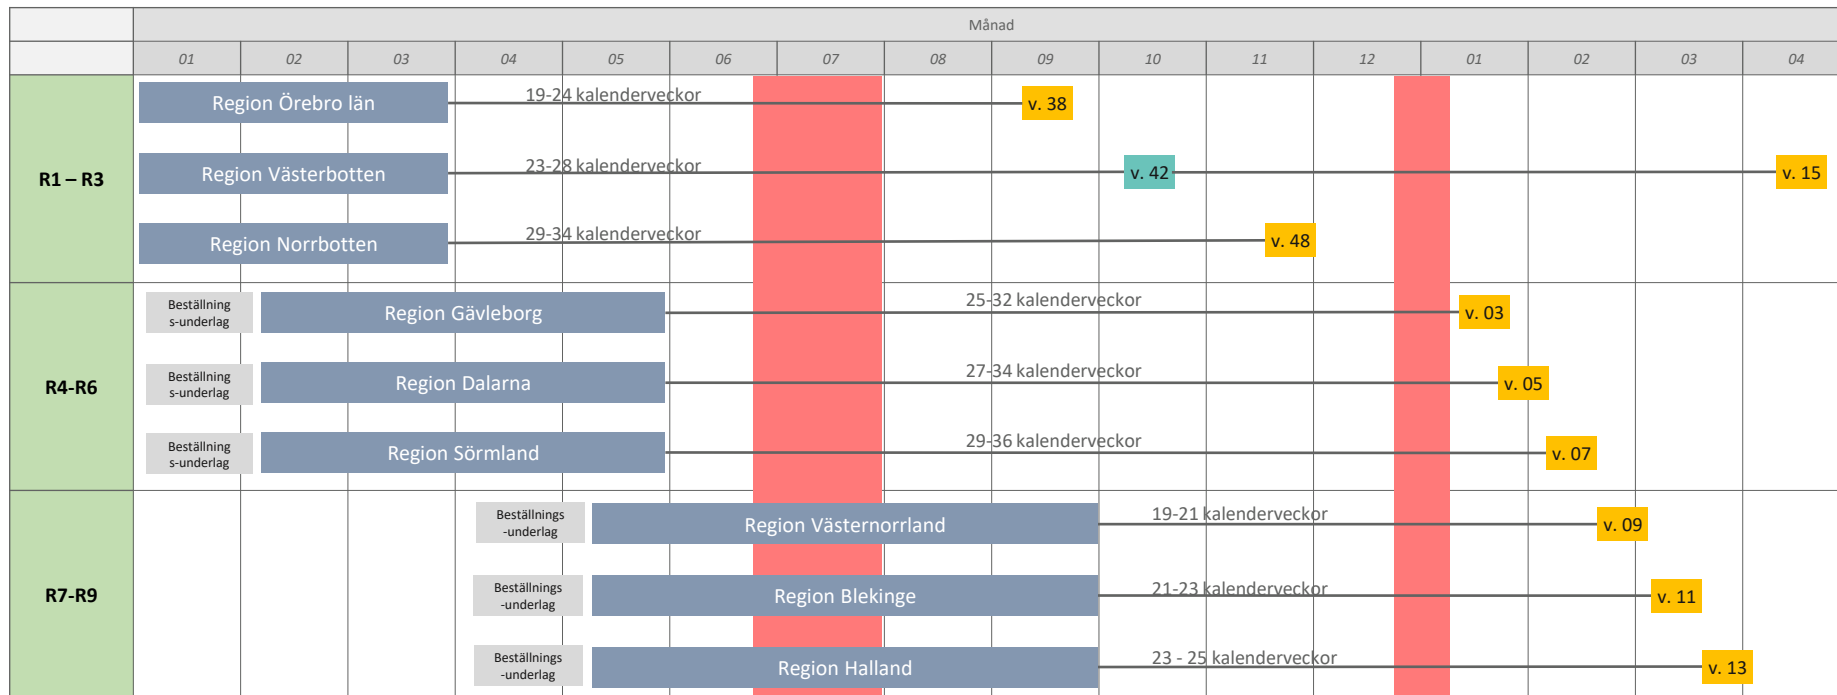 Månad
01 02 03 04 05 06 07 08 09 10 11 12 01 02 03 04
R1 – R3
Region Örebro län 19-24 kalenderveckor v. 38
Region Västerbotten 23-28 kalenderveckor v. 42 v. 15
Region Norrbotten 29-34 kalenderveckor v. 48
R4-R6
Beställning
s-underlag
Region Gävleborg 25-32 kalenderveckor v. 03
Beställning
s-underlag
Region Dalarna 27-34 kalenderveckor v. 05
Beställning
s-underlag
Region Sörmland 29-36 kalenderveckor v. 07
R7-R9
Beställnings
-underlag
Region Västernorrland 19-21 kalenderveckor v. 09
Beställnings
-underlag
Region Blekinge 21-23 kalenderveckor v. 11
Beställnings
-underlag
Region Halland 23 - 25 kalenderveckor v. 13